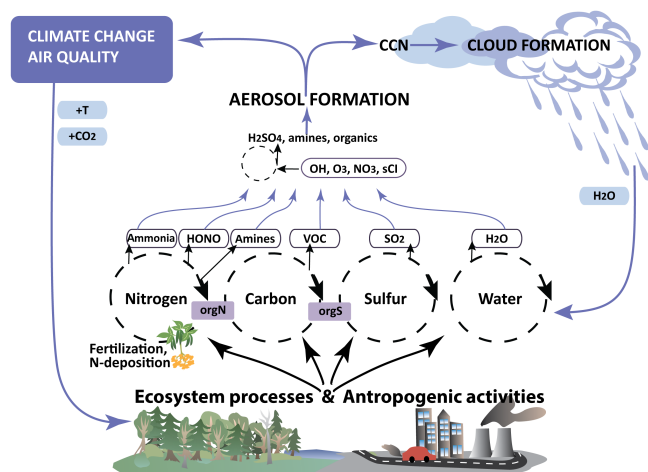 CLIMATE CHANGE
AIR QUALITY
CCN
CLOUD FORMATION
+T
+CO2
AEROSOL FORMATION
H2SO4, amines, organics
OH, O3, NO3, sCI
H2O
Ammonia
HONO
Amines
VOC
SO2
H2O
Nitrogen
Carbon
Sulfur
Water
orgN
orgS
Fertilization,
N-deposition
Ecosystem processes & Antropogenic activities